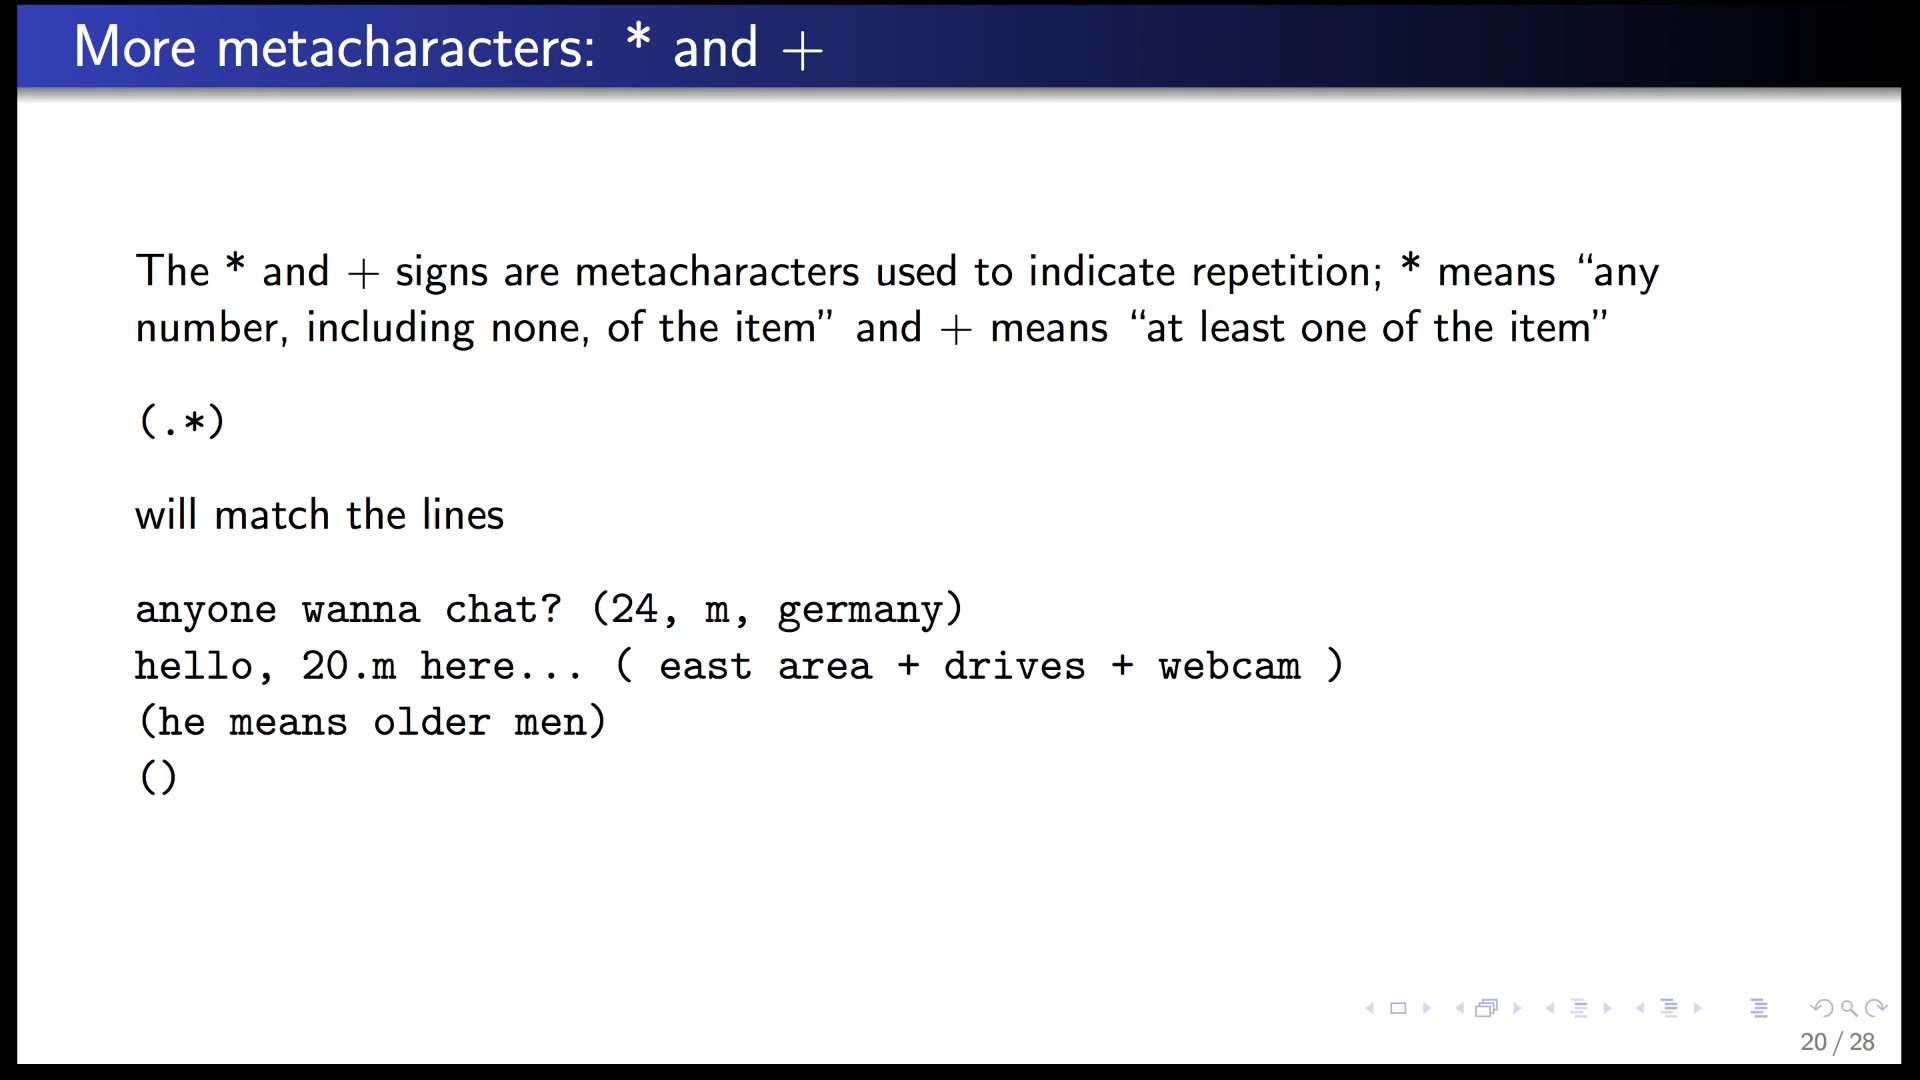 More metacharacters: * and +
The * and + signs are metacharacters used to indicate repetition; * means “any
number, including none, of the item” and + means “at least one of the item”
(.*)
will match the lines
anyone wanna chat? (24, m, germany)
hello, 20.m here... ( east area + drives + webcam )
(he means older men)
()
20 / 28